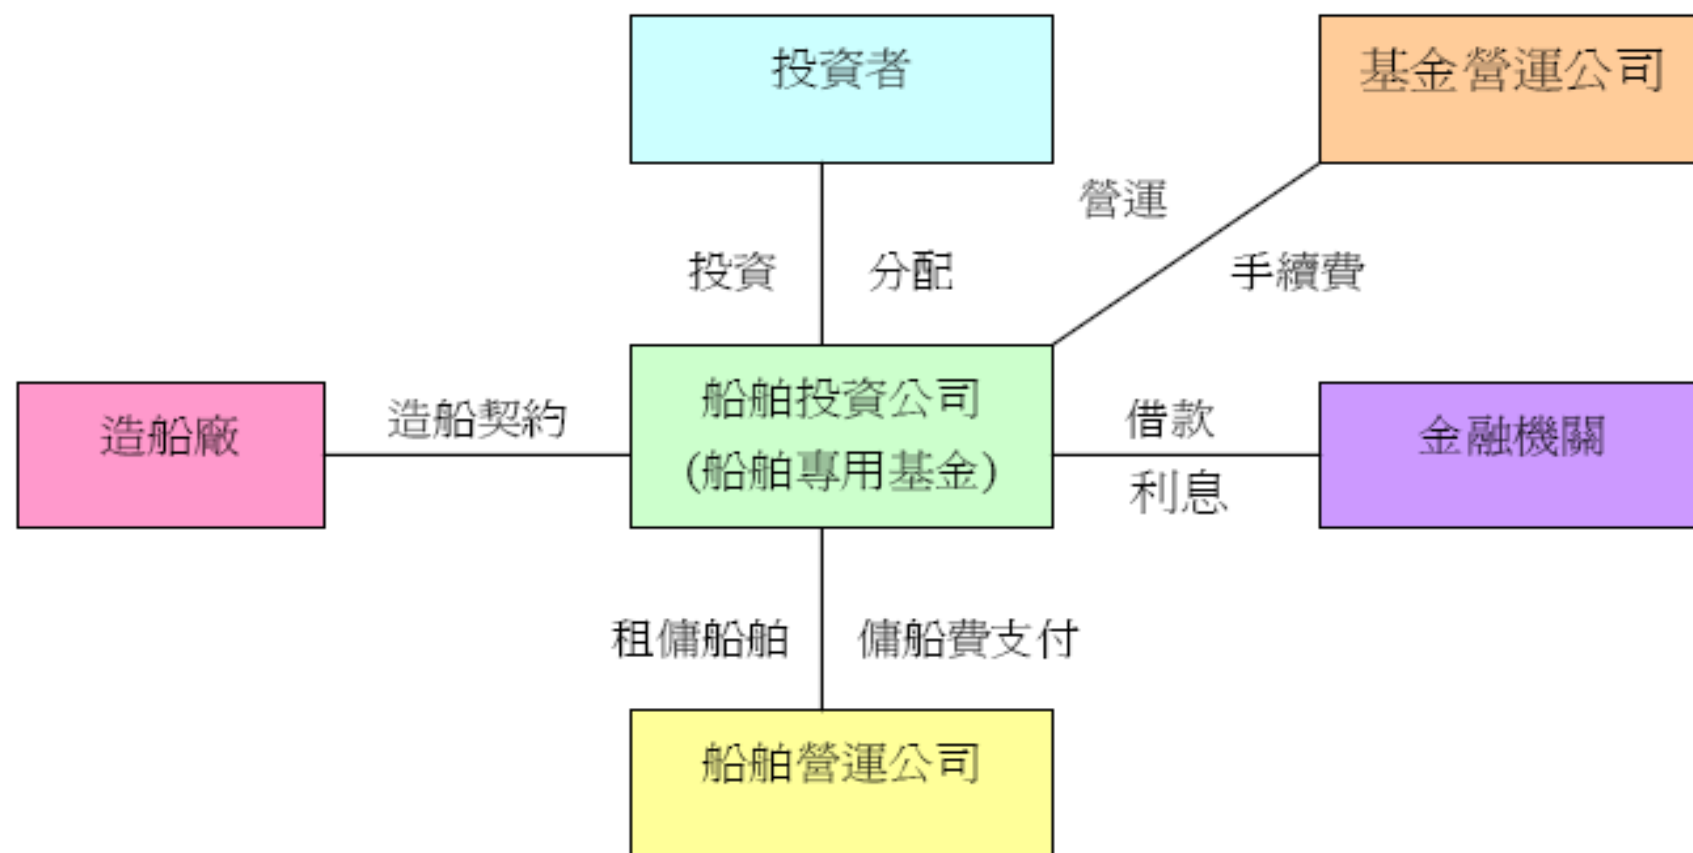 投資者
基金營運公司
營運
投資
分配
手續費
造船廠
造船契約
船舶投資公司
(船舶專用基金)
借款
利息
金融機關
租傭船舶
傭船費支付
船舶營運公司